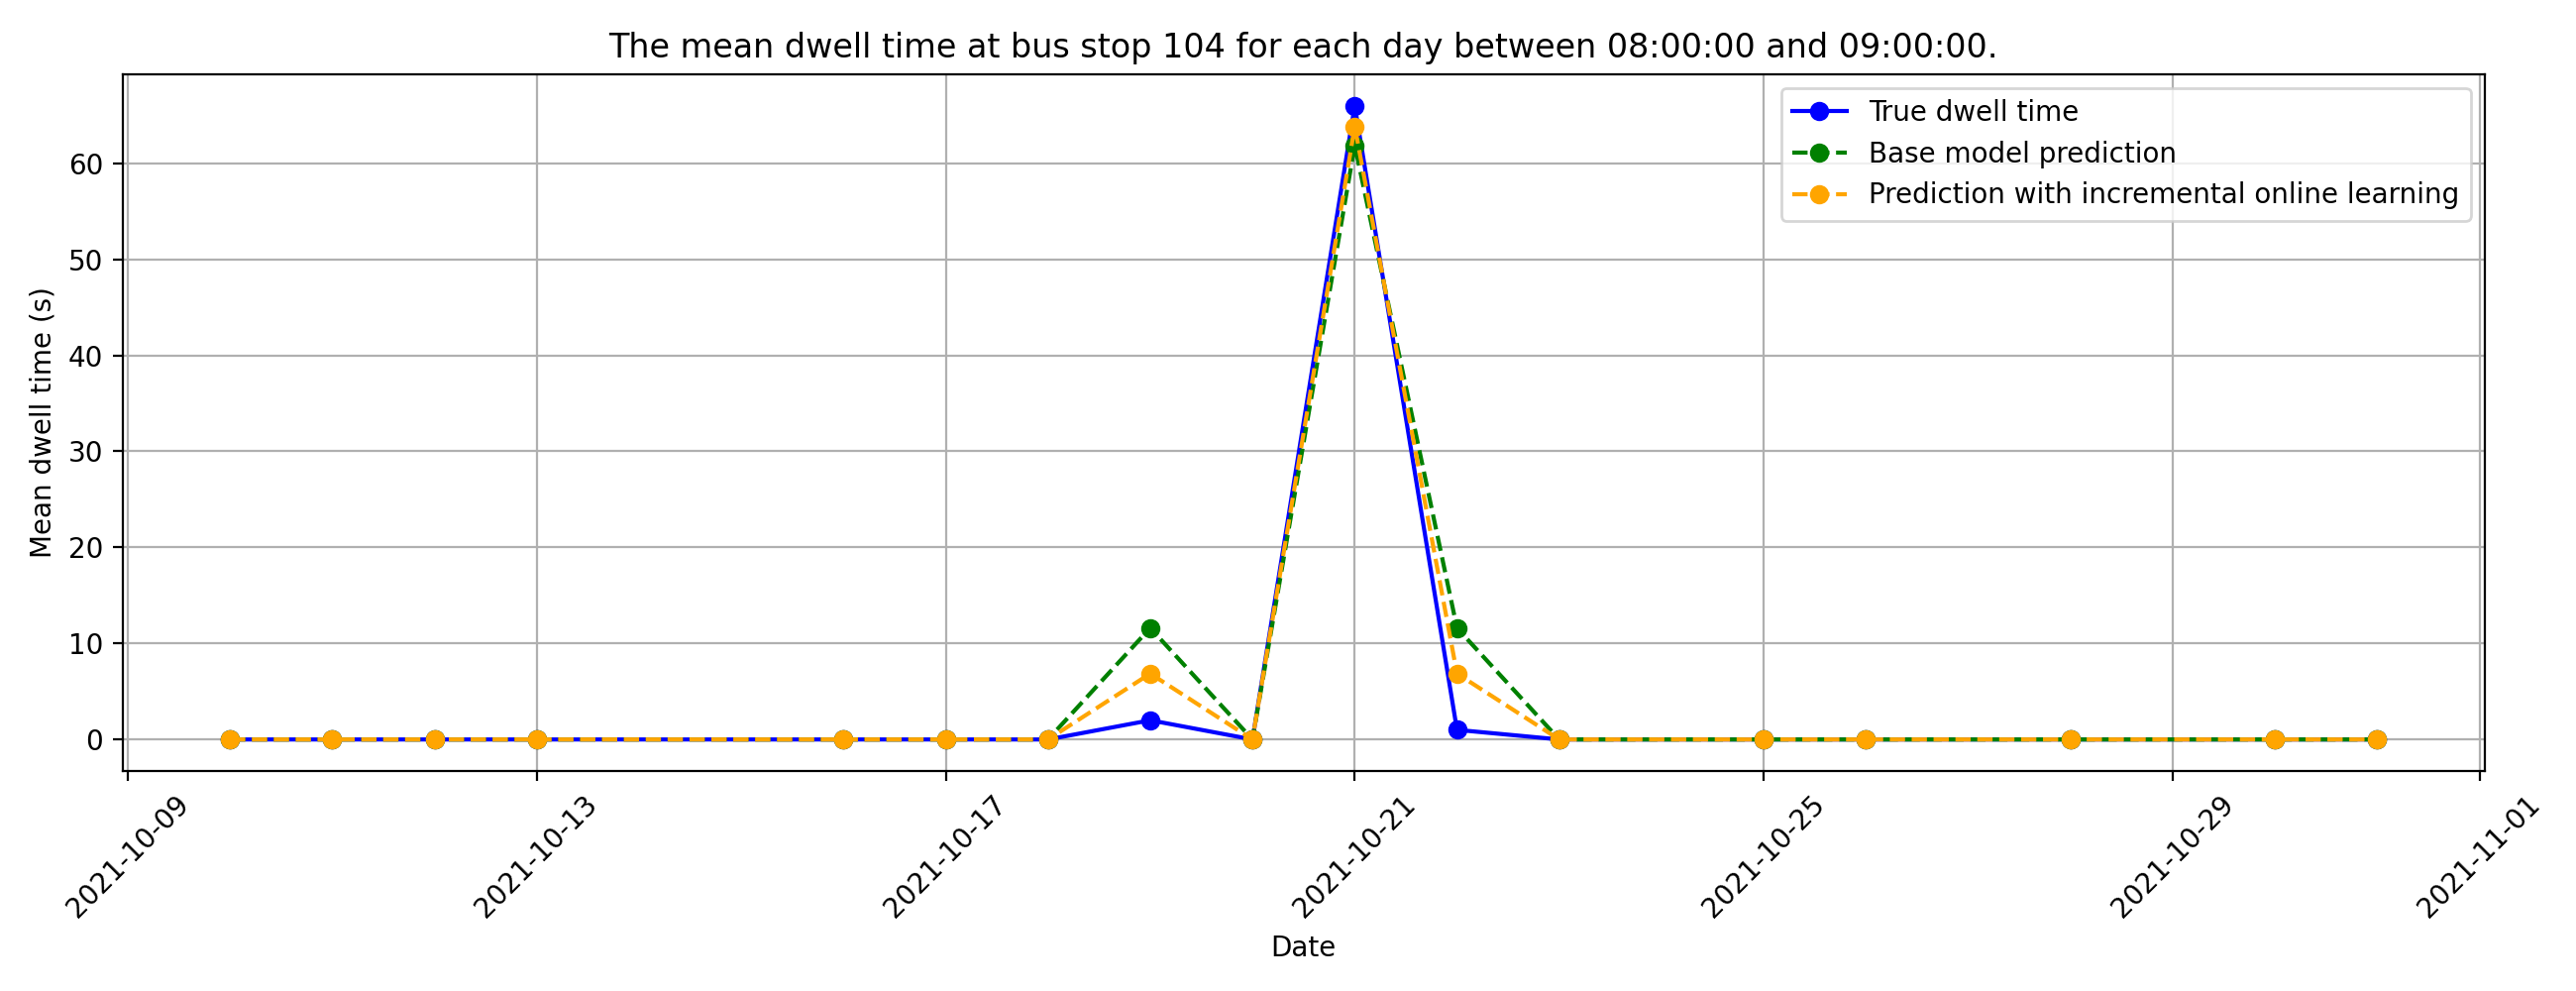 The mean dwell time at bus stop 104 for each day between 08:00:00 and 09:00:00.
True dwell time
Base model prediction
Prediction with incremental online learning
Mean dwell time (s)
60
50
40
30
20
10
0
2021-10-09
2021-10-13
2021-10-17
2021-10-21
2021-10-25
2021-10-29
2021-11-01
Date